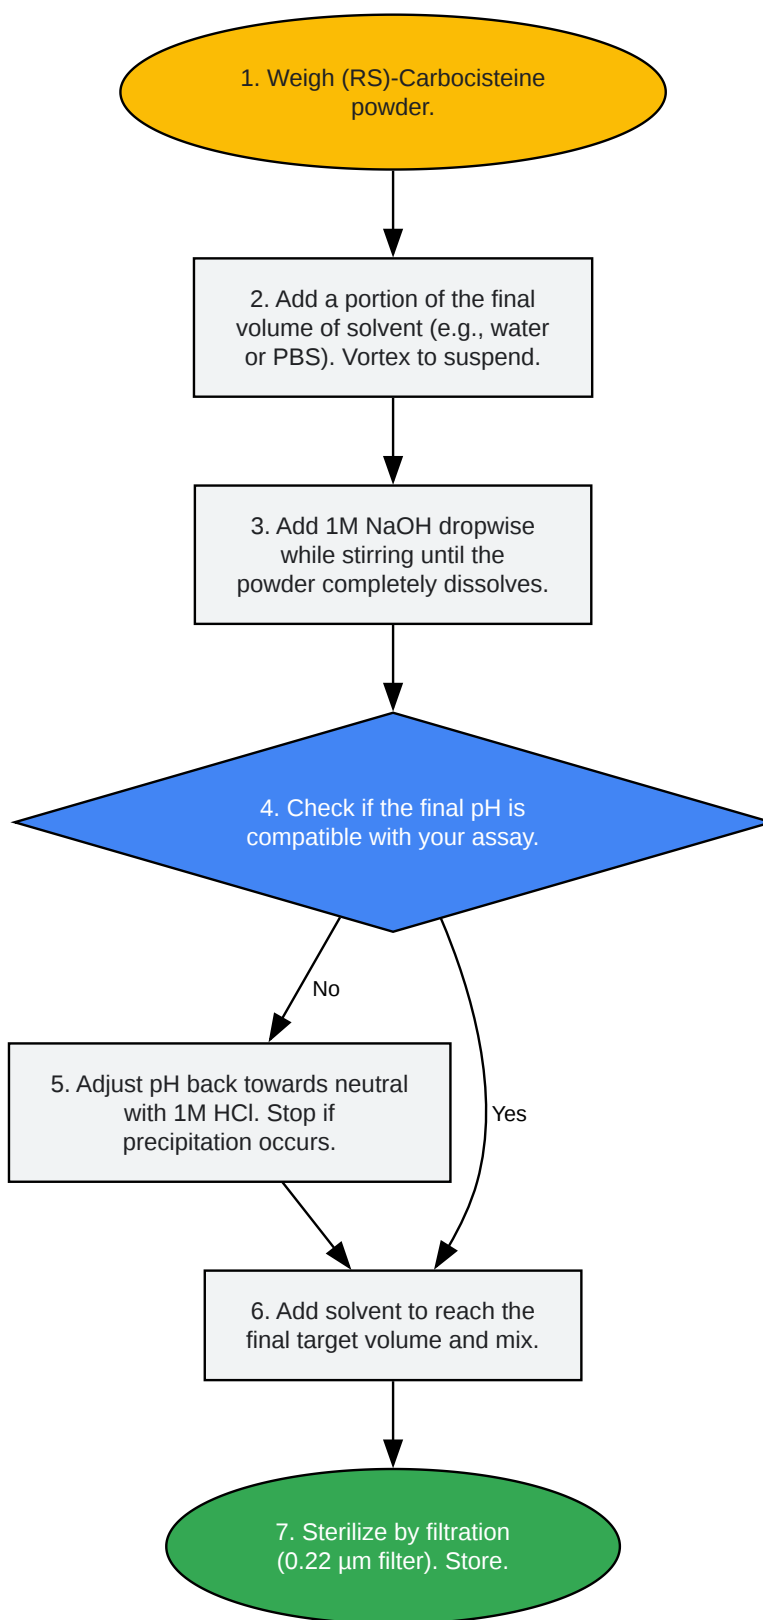 1. Weigh (RS)-Carbocisteine
powder.
2. Add a portion of the final
volume of solvent (e.g., water
or PBS). Vortex to suspend.
3. Add 1M NaOH dropwise
while stirring until the
powder completely dissolves.
4. Check if the final pH is
compatible with your assay.
No
Yes
5. Adjust pH back towards neutral
with 1M HCl. Stop if
precipitation occurs.
6. Add solvent to reach the
final target volume and mix.
7. Sterilize by filtration
(0.22 µm filter). Store.